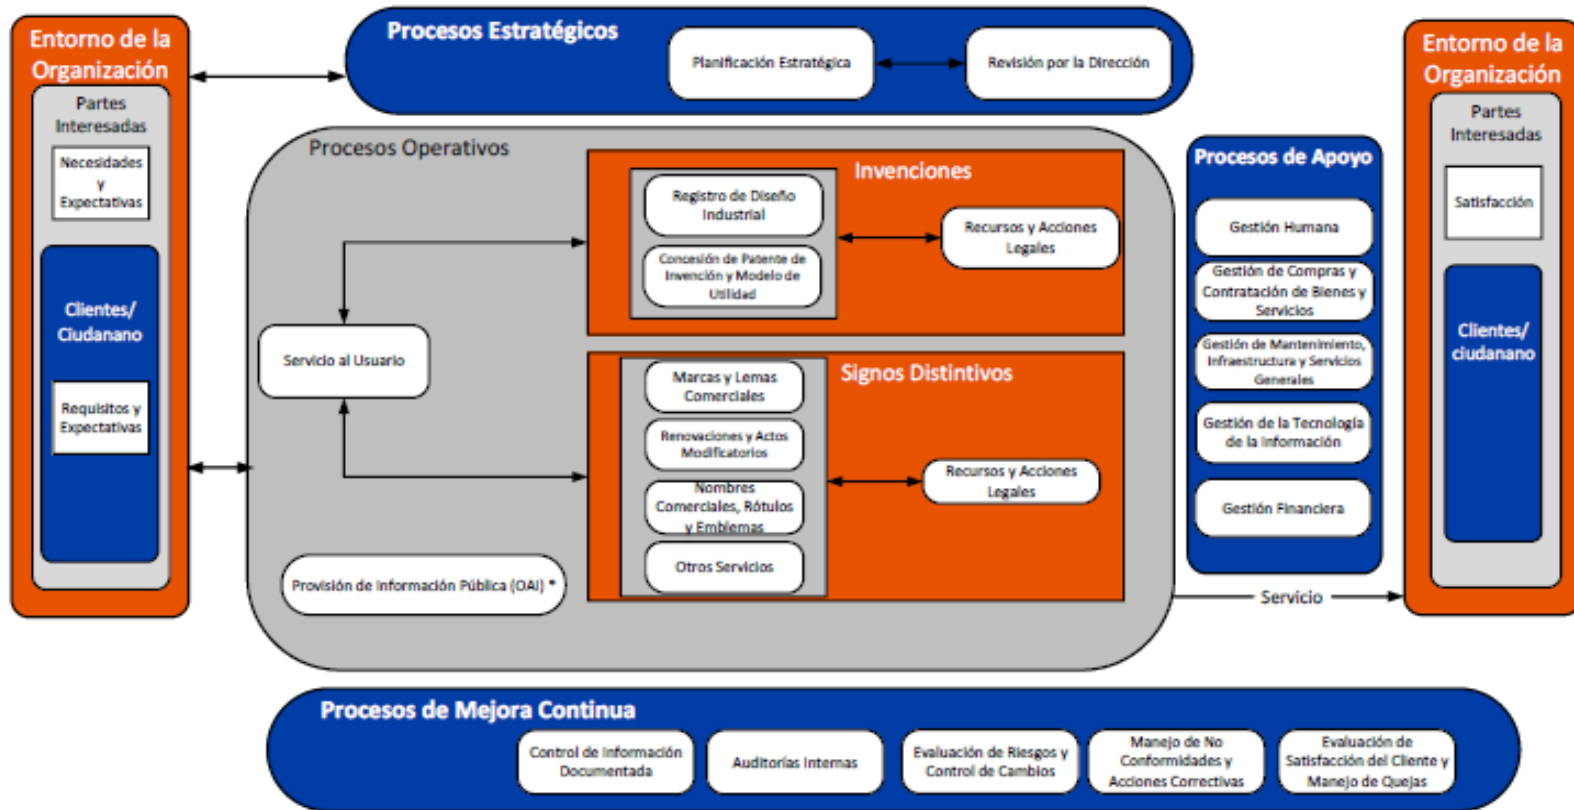 Entorno de la
Organización
Partes
Interesadas
Necesidades
y
Expectativas
Clientes/
Ciudanano
Requisitos y
Expectativas
Procesos Estratégicos
Planificación Estratégica
Revisión por la Dirección
Procesos Operativos
Servicio al Usuario
Provisión de Información Pública (OAI) *
Invenciones
Registro de Diseño
Industrial
Concesión de Patente de
Invención y Modelo de
Utilidad
Recursos y Acciones
Legales
Signos Distintivos
Marcas y Lemas
Comerciales
Renovaciones y Actos
Modificatorios
Nombres
Comerciales, Rótulos
y Emblemas
Otros Servicios
Recursos y Acciones
Legales
Procesos de Apoyo
Gestión Humana
Gestión de Compras y
Contratación de Bienes y
Servicios
Gestión de Mantenimiento,
Infraestructura y Servicios
Generales
Gestión de la Tecnología
de la Información
Gestión Financiera
Servicio
Entorno de la
Organización
Partes
Interesadas
Satisfacción
Clientes/
ciudanano
Procesos de Mejora Continua
Control de Información
Documentada
Auditorías Internas
Evaluación de Riesgos y
Control de Cambios
Manejo de No
Conformidades y
Acciones Correctivas
Evaluación de
Satisfacción del Cliente y
Manejo de Quejas